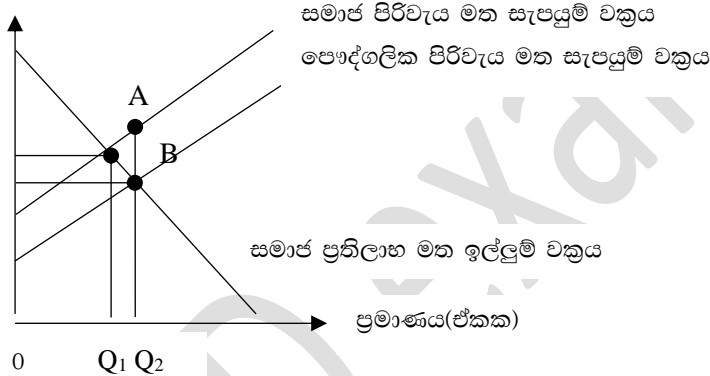 සමාජ පිරිවැය මත සැපයුම් වක්‍රය
පෞද්ගලික පිරිවැය මත සැපයුම් වක්‍රය
A
B
සමාජ ප්‍රතිලාභ මත ඉල්ලුම් වක්‍රය
ප්‍රමාණය(ඒකක)
0 Q₁ Q₂